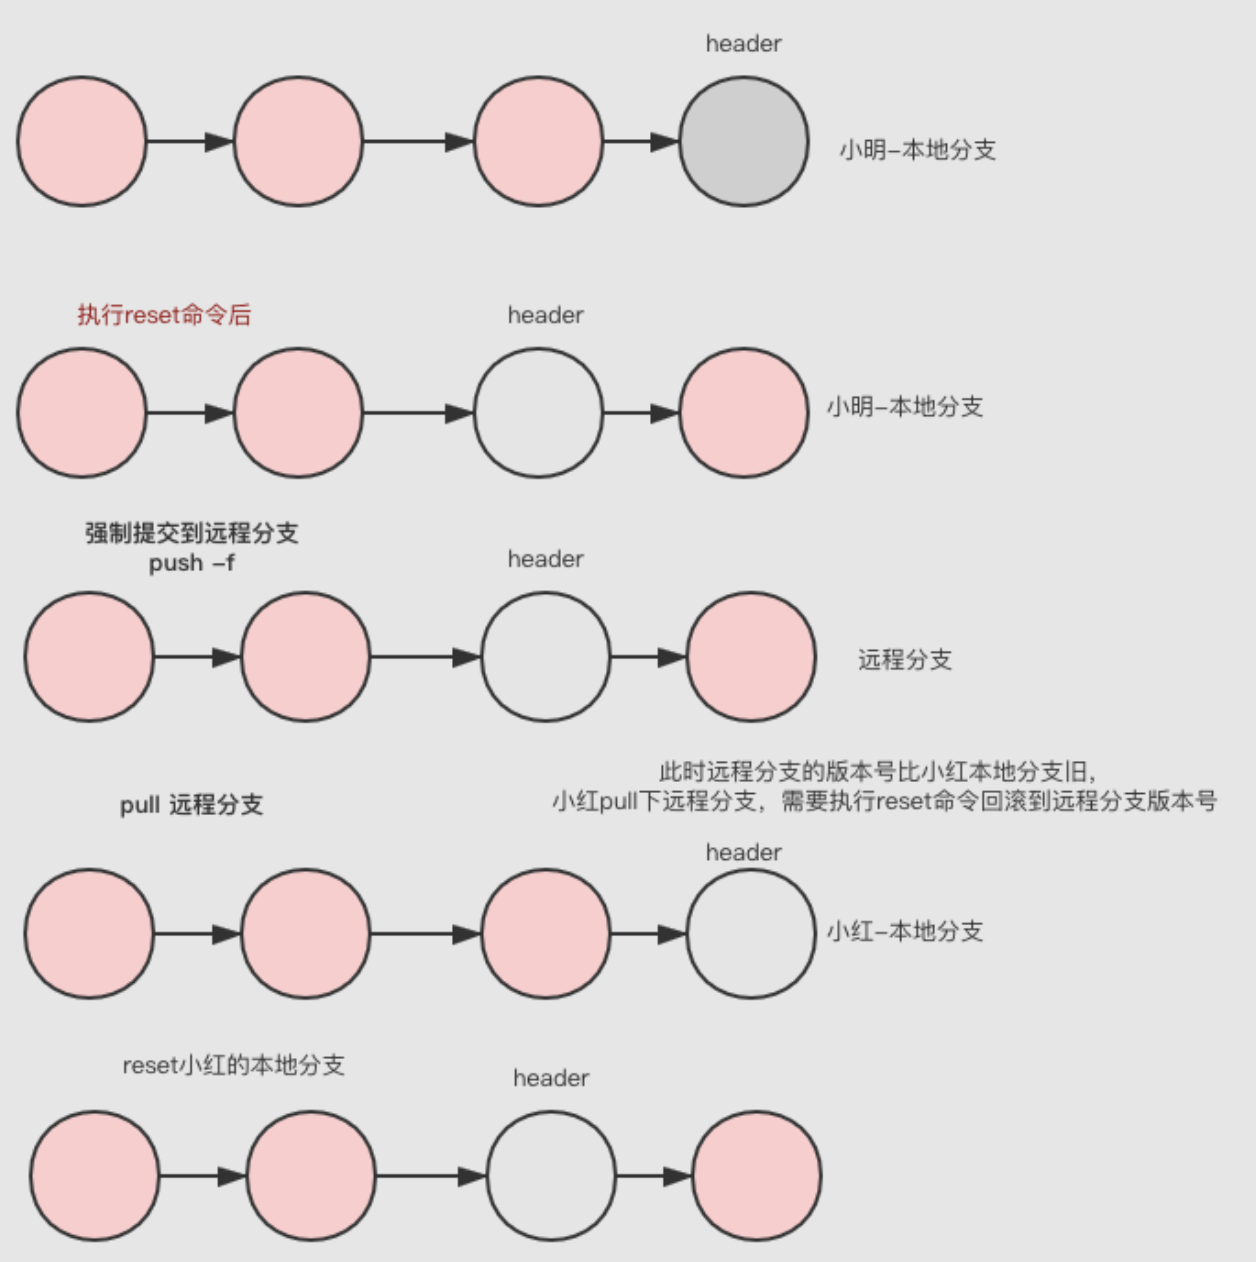 header
小明-本地分支
执行reset命令后
header
小明-本地分支
强制提交到远程分支
push -f
header
远程分支
此时远程分支的版本号比小红本地分支旧，
pull 远程分支
小红pull下远程分支，需要执行reset命令回滚到远程分支版本号
header
小红-本地分支
reset小红的本地分支
header